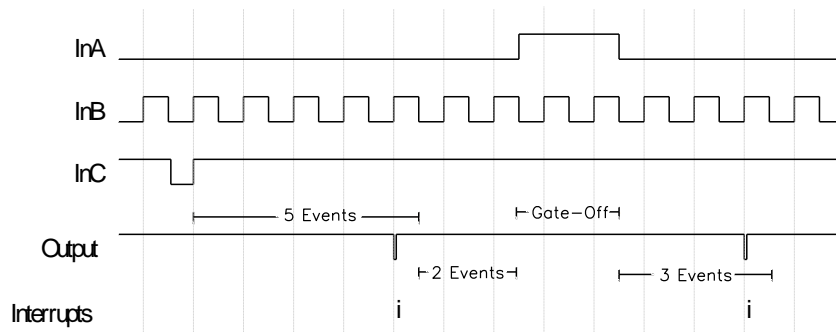 InA
InB
InC
5 Events
Gate-Off
Output
2 Events
3 Events
Interrupts
i
i